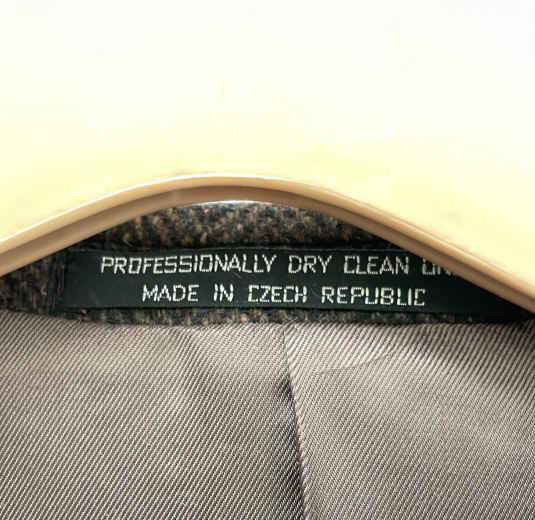 PROFESSIONALLY DRY CLEAN
MADE IN CZECH REPUBLIC